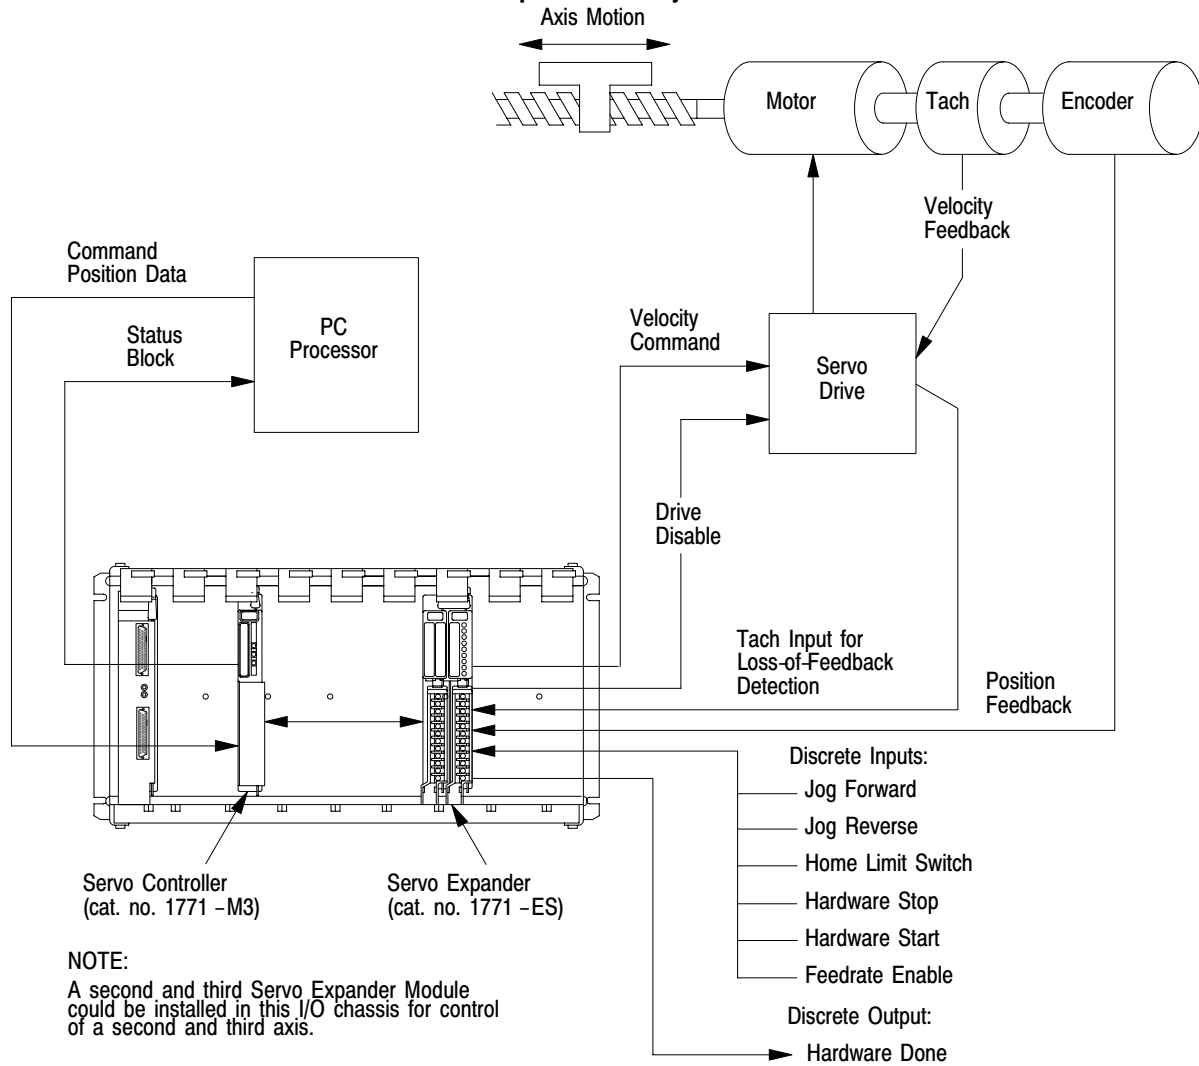 Axis Motion
Motor
Tach
Encoder
Velocity
Feedback
Command
Position Data
Status
Block
PC
Processor
Velocity
Command
Servo
Drive
Drive
Disable
Tach Input for
Loss-of-Feedback
Detection
Position
Feedback
Discrete Inputs:
Jog Forward
Jog Reverse
Home Limit Switch
Hardware Stop
Hardware Start
Feedrate Enable
Discrete Output:
Hardware Done
Servo Controller
(cat. no. 1771 -M3)
Servo Expander
(cat. no. 1771 -ES)
NOTE:
A second and third Servo Expander Module
could be installed in this I/O chassis for control
of a second and third axis.